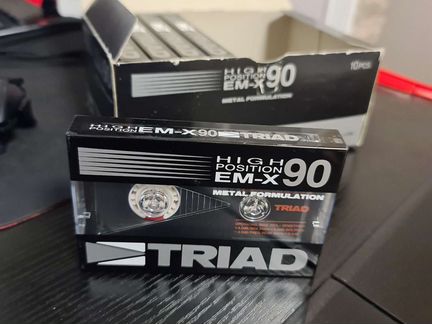 HIGH
POSITION
EM-X90
10PCS
METAL FORMULATION
HIGH
POSITION EM-X90 TRIAD
HIGH
POSITION
EM-X90
METAL FORMULATION
TRIAD
TRIAD